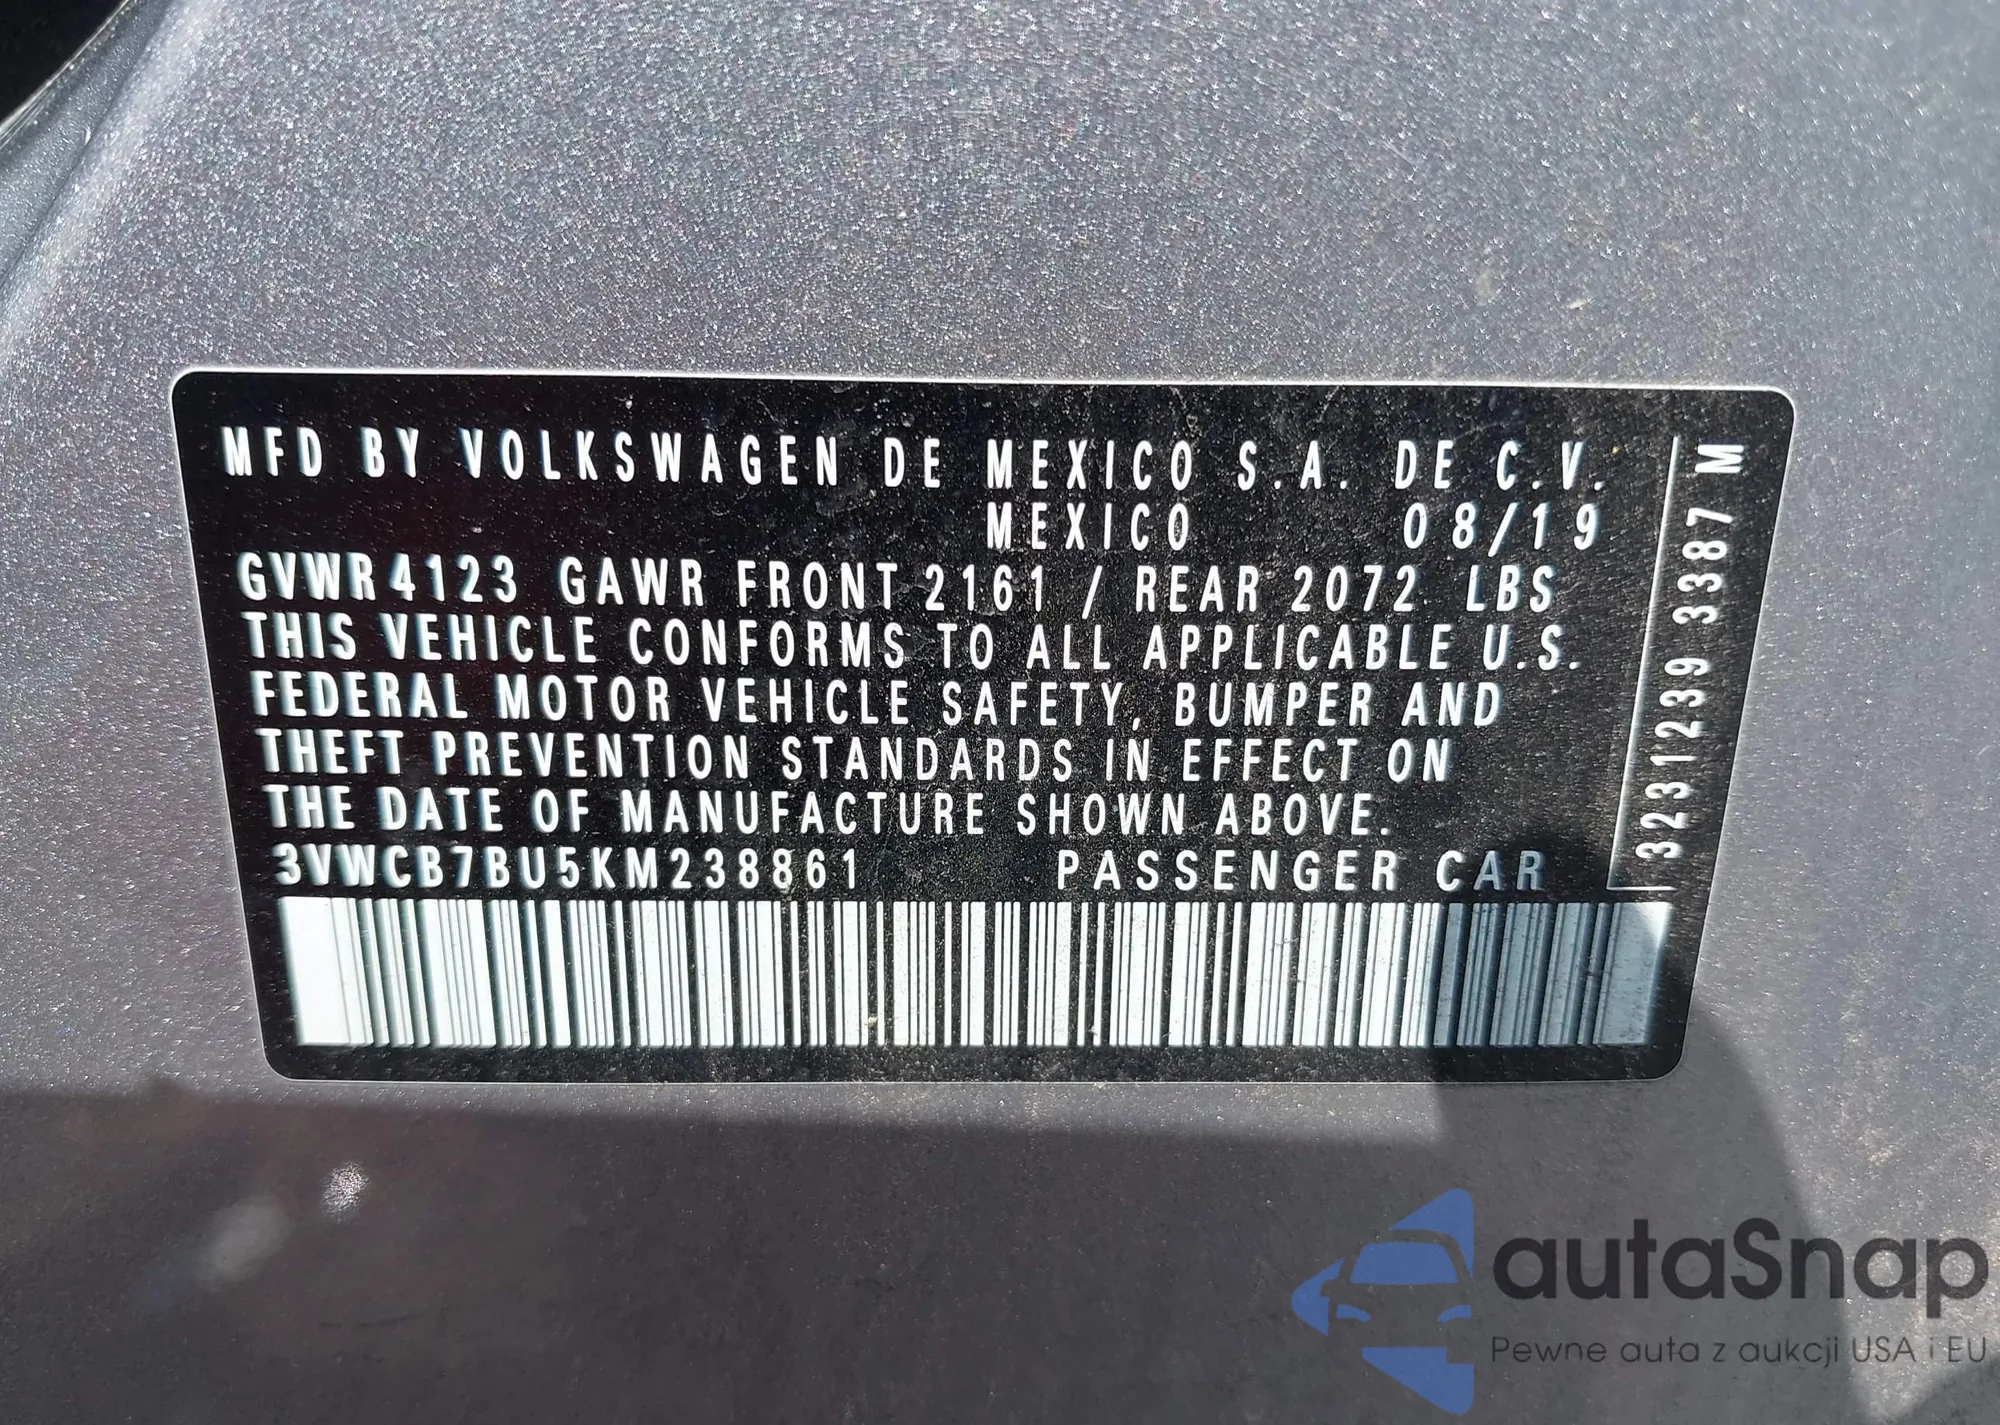 MFD BY VOLKSWAGEN DE MEXICO S.A. DE C.V.
MEXICO 08/19
GVWR 4123 GAWR FRONT 2161 / REAR 2072 LBS
THIS VEHICLE CONFORMS TO ALL APPLICABLE U.S.
FEDERAL MOTOR VEHICLE SAFETY, BUMPER AND
THEFT PREVENTION STANDARDS IN EFFECT ON
THE DATE OF MANUFACTURE SHOWN ABOVE.
3VWCB7BU5KM238861 PASSENGER CAR
3231239 3387 M
autaSnap
Pewne auta z aukcji USA i EU